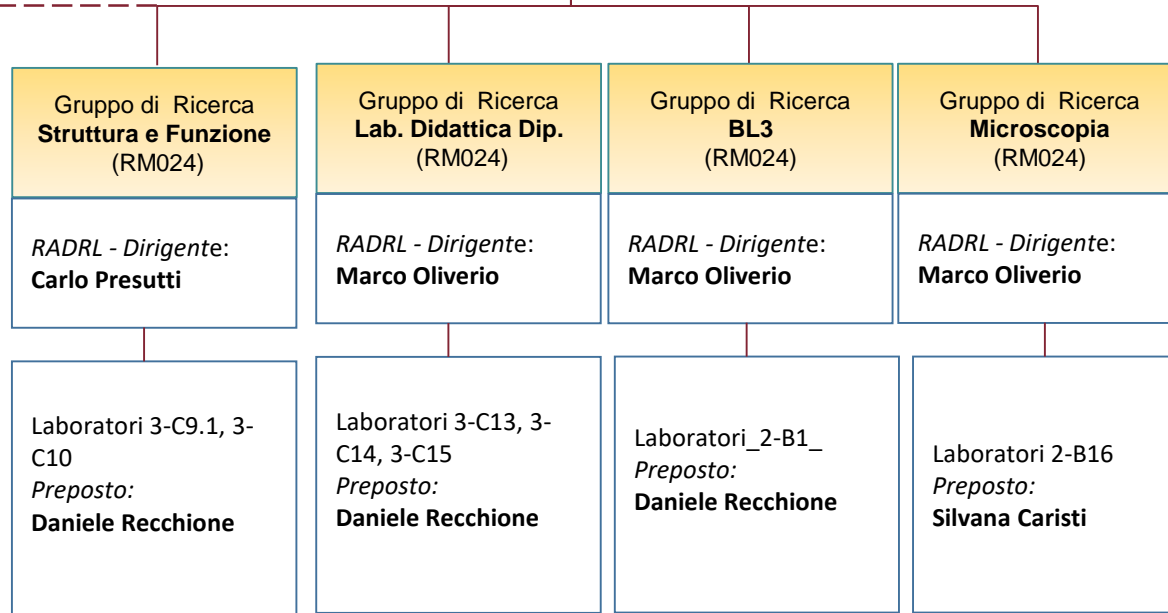 Gruppo di Ricerca
Struttura e Funzione
(RM024)
RADRL - Dirigente:
Carlo Presutti
Laboratori 3-C9.1, 3-
C10
Preposto:
Daniele Recchione
Gruppo di Ricerca
Lab. Didattica Dip.
(RM024)
RADRL - Dirigente:
Marco Oliverio
Laboratori 3-C13, 3-
C14, 3-C15
Preposto:
Daniele Recchione
Gruppo di Ricerca
BL3
(RM024)
RADRL - Dirigente:
Marco Oliverio
Laboratori_2-B1_
Preposto:
Daniele Recchione
Gruppo di Ricerca
Microscopia
(RM024)
RADRL - Dirigente:
Marco Oliverio
Laboratori 2-B16
Preposto:
Silvana Caristi